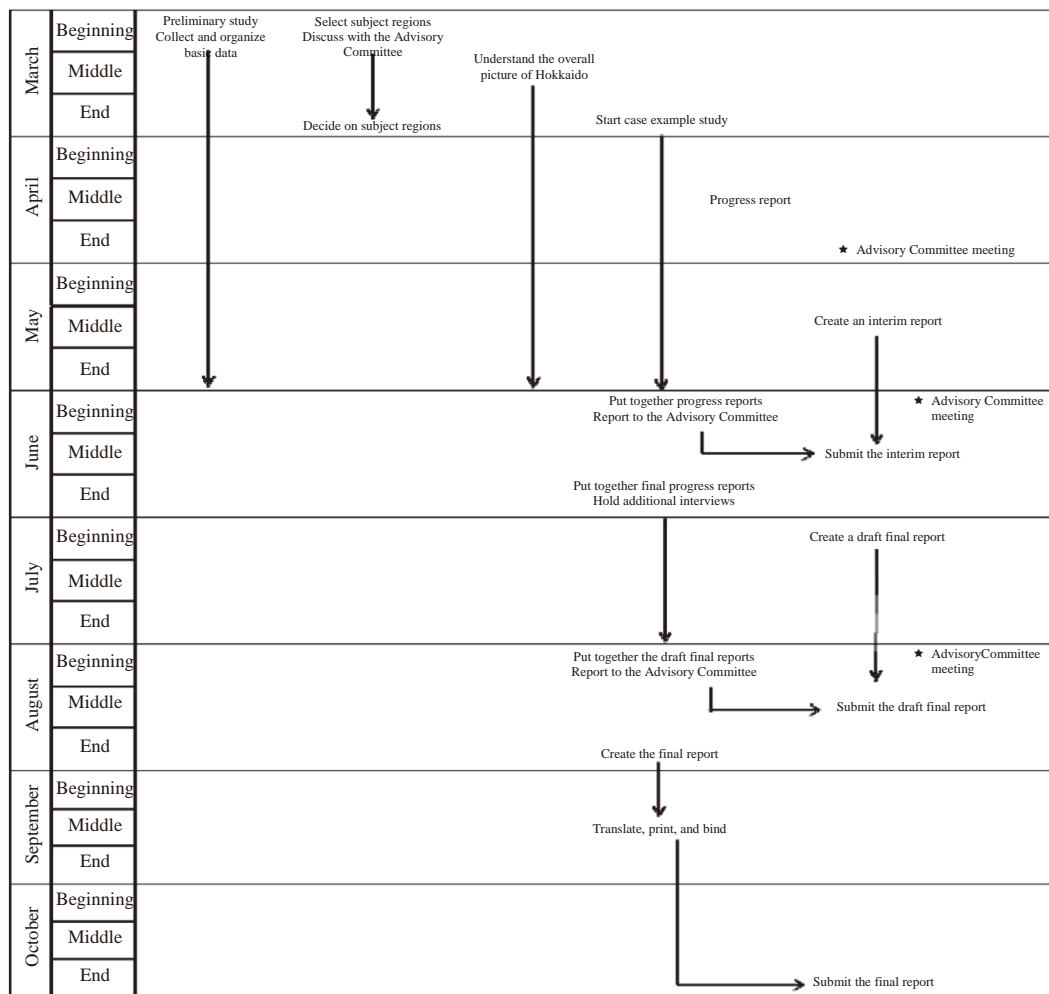 March
Beginning
Middle
End
Preliminary study
Collect and organize
basic data
Select subject regions
Discuss with the Advisory
Committee
Understand the overall
picture of Hokkaido
Decide on subject regions
Start case example study
April
Beginning
Middle
End
Progress report
★ Advisory Committee meeting
May
Beginning
Middle
End
Create an interim report
June
Beginning
Middle
End
Put together progress reports
Report to the Advisory Committee
★ Advisory Committee
meeting
Submit the interim report
Put together final progress reports
Hold additional interviews
July
Beginning
Middle
End
Create a draft final report
August
Beginning
Middle
End
Put together the draft final reports
Report to the Advisory Committee
★ AdvisoryCommittee
meeting
Submit the draft final report
Create the final report
September
Beginning
Middle
End
Translate, print, and bind
October
Beginning
Middle
End
Submit the final report